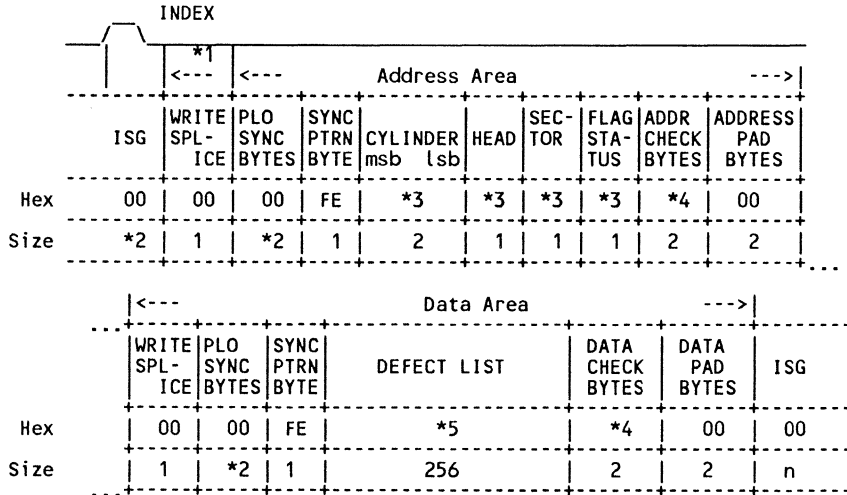 INDEX
*1
<--- <--- Address Area --->
WRITE PLO SYNC SEC- FLAG ADDR ADDRESS
ISG SPL- SYNC PTRN CYLINDER HEAD TOR STA- CHECK PAD
ICE BYTES BYTE msb lsb TUS BYTES BYTES
Hex 00 00 00 FE *3 *3 *3 *3 *4 00
Size *2 1 *2 1 2 1 1 1 2 2
...
<--- Data Area --->
...
WRITE PLO SYNC DATA DATA
SPL- SYNC PTRN DEFECT LIST CHECK PAD ISG
ICE BYTES BYTE BYTES BYTES
Hex 00 00 FE *5 *4 00 00
Size 1 *2 1 256 2 2 n
...